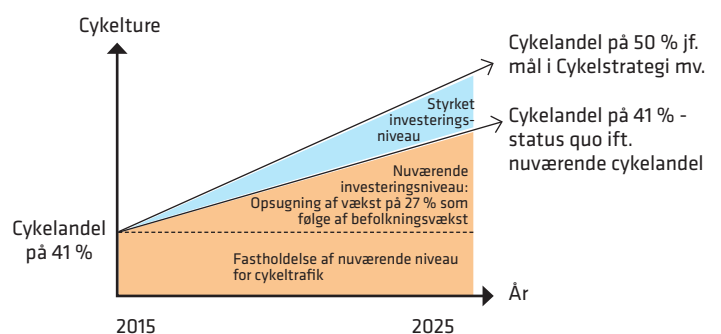 Cykelture
Cykelandel på 50 % jf.
mål i Cykelstrategi mv.
Styrket
investerings-
niveau
Cykelandel på 41 % -
status quo ift.
nuværende cykelandel
Nuværende
investeringsniveau:
Opsugning af vækst på 27 % som
følge af befolkningsvækst
Cykelandel
på 41 %
Fastholdelse af nuværende niveau
for cykeltrafik
År
2015
2025